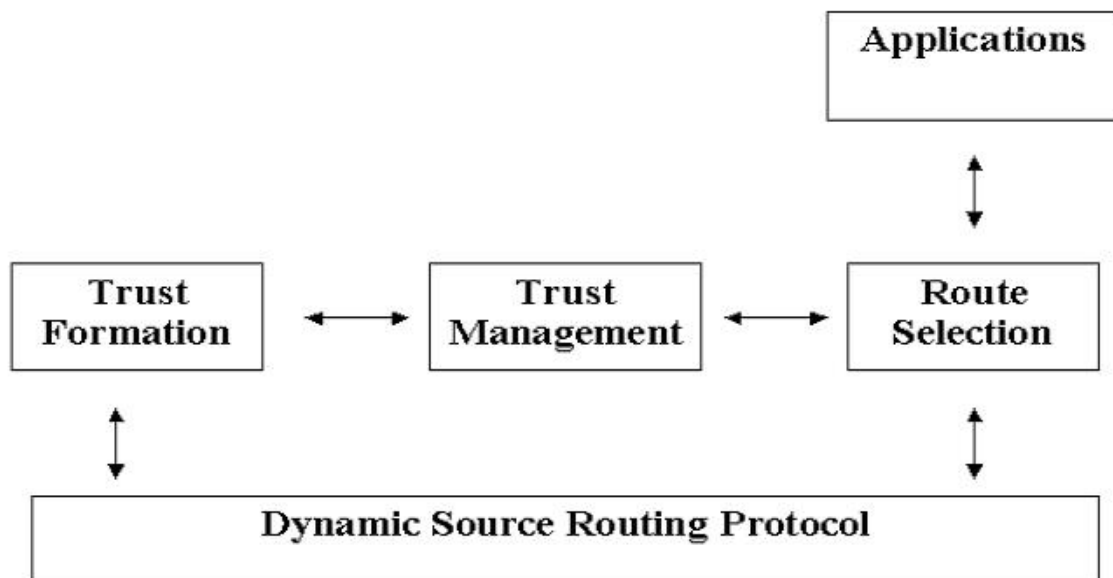 Applications
Trust
Formation
Trust
Management
Route
Selection
Dynamic Source Routing Protocol